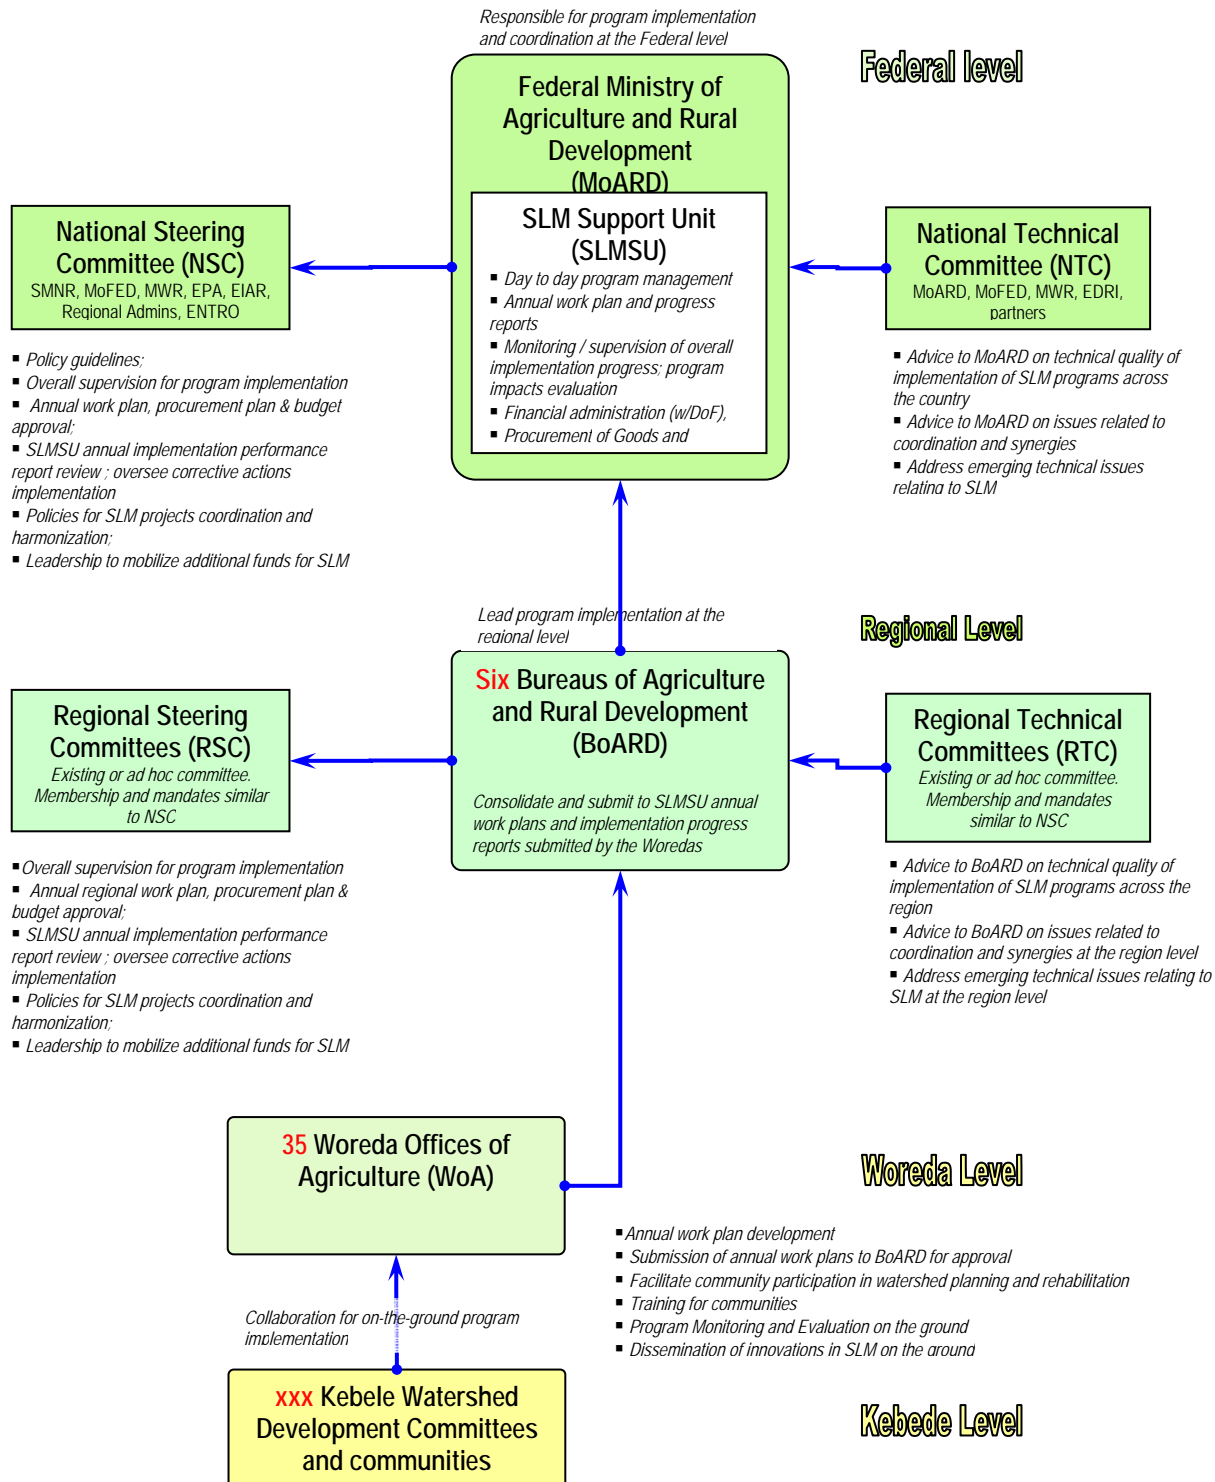 Responsible for program implementation
and coordination at the Federal level
Federal level
Federal Ministry of
Agriculture and Rural
Development
(MoARD)
SLM Support Unit
(SLMSU)
▪ Day to day program management
▪ Annual work plan and progress
reports
▪ Monitoring / supervision of overall
implementation progress; program
impacts evaluation
▪ Financial administration (w/DoF),
▪ Procurement of Goods and
National Steering
Committee (NSC)
SMNR, MoFED, MWR, EPA, EIAR,
Regional Admins, ENTRO
▪ Policy guidelines;
▪ Overall supervision for program implementation
▪ Annual work plan, procurement plan & budget
approval;
▪ SLMSU annual implementation performance
report review ; oversee corrective actions
implementation
▪ Policies for SLM projects coordination and
harmonization;
▪ Leadership to mobilize additional funds for SLM
National Technical
Committee (NTC)
MoARD, MoFED, MWR, EDRI,
partners
▪ Advice to MoARD on technical quality of
implementation of SLM programs across
the country
▪ Advice to MoARD on issues related to
coordination and synergies
▪ Address emerging technical issues
relating to SLM
Lead program implementation at the
regional level
Regional Level
Six Bureaus of Agriculture
and Rural Development
(BoARD)
Consolidate and submit to SLMSU annual
work plans and implementation progress
reports submitted by the Woredas
Regional Steering
Committees (RSC)
Existing or ad hoc committee.
Membership and mandates similar
to NSC
▪ Overall supervision for program implementation
▪ Annual regional work plan, procurement plan &
budget approval;
▪ SLMSU annual implementation performance
report review ; oversee corrective actions
implementation
▪ Policies for SLM projects coordination and
harmonization;
▪ Leadership to mobilize additional funds for SLM
Regional Technical
Committees (RTC)
Existing or ad hoc committee.
Membership and mandates
similar to NSC
▪ Advice to BoARD on technical quality of
implementation of SLM programs across the
region
▪ Advice to BoARD on issues related to
coordination and synergies at the region level
▪ Address emerging technical issues relating to
SLM at the region level
35 Woreda Offices of
Agriculture (WoA)
Woreda Level
▪ Annual work plan development
▪ Submission of annual work plans to BoARD for approval
▪ Facilitate community participation in watershed planning and rehabilitation
▪ Training for communities
▪ Program Monitoring and Evaluation on the ground
▪ Dissemination of innovations in SLM on the ground
Collaboration for on-the-ground program
implementation
xxx Kebele Watershed
Development Committees
and communities
Kebede Level